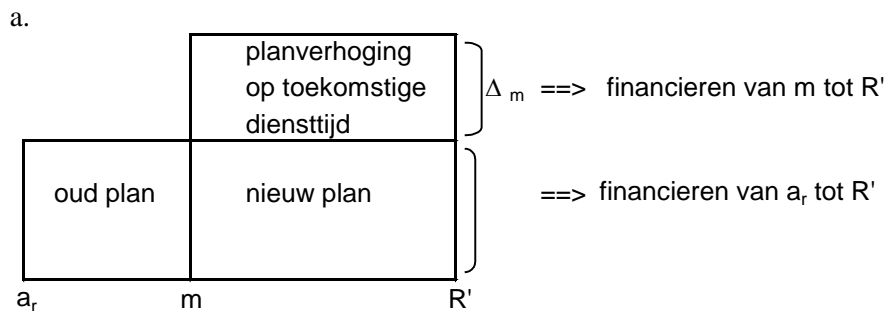 a.
planverhoging
op toekomstige
diensttijd
Δ m ==> financieren van m tot R'
oud plan
nieuw plan
==> financieren van ar tot R'
ar
m
R'